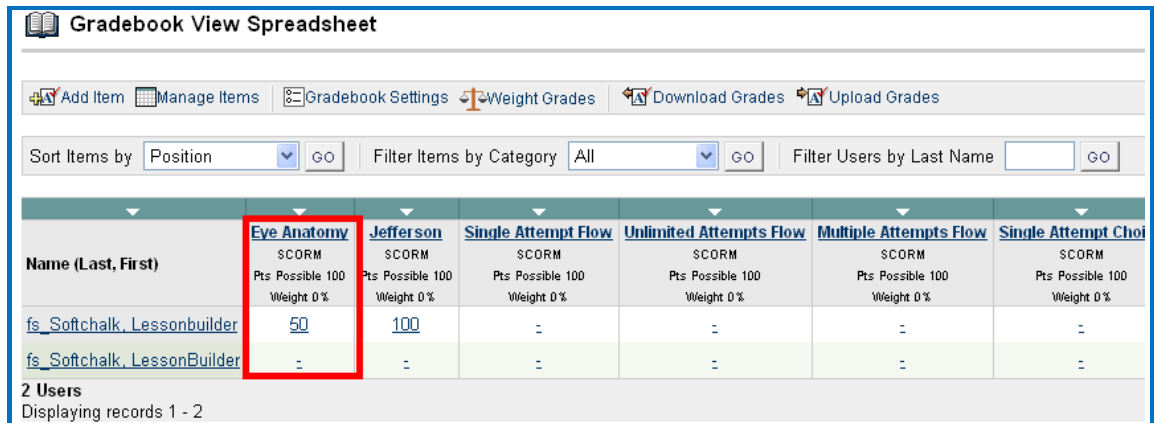 Gradebook View Spreadsheet
Add Item Manage Items Gradebook Settings Weight Grades Download Grades Upload Grades
Sort Items by Position GO Filter Items by Category All GO Filter Users by Last Name GO
Name (Last, First)
Eye Anatomy Jefferson Single Attempt Flow Unlimited Attempts Flow Multiple Attempts Flow Single Attempt Choi
SCORM SCORM SCORM SCORM SCORM SCORM
Pts Possible 100 Pts Possible 100 Pts Possible 100 Pts Possible 100 Pts Possible 100 Pts Possible 100
Weight 0% Weight 0% Weight 0% Weight 0% Weight 0% Weight 0%
fs_Softchalk, Lessonbuilder 50 100 - - - -
fs_Softchalk, LessonBuilder - - - - - -
2 Users
Displaying records 1 - 2